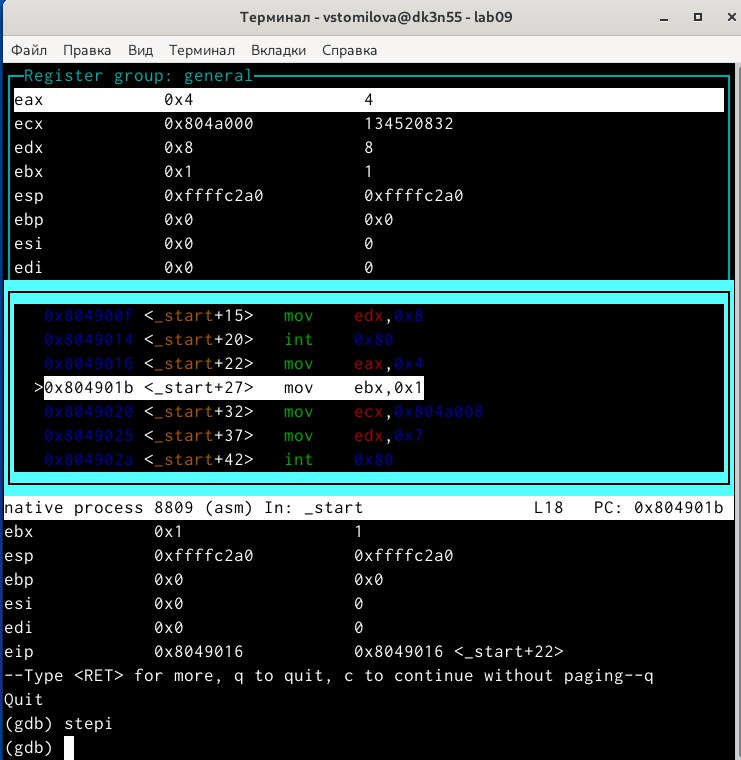 Терминал - vstomilova@dk3n55 - lab09
Файл Правка Вид Терминал Вкладки Справка
Register group: general
eax 0x4 4
ecx 0x804a000 134520832
edx 0x8 8
ebx 0x1 1
esp 0xffffc2a0 0xffffc2a0
ebp 0x0 0x0
esi 0x0 0
edi 0x0 0
0x804900f <_start+15> mov edx,0x8
0x8049014 <_start+20> int 0x80
0x8049016 <_start+22> mov eax,0x4
>0x804901b <_start+27> mov ebx,0x1
0x8049020 <_start+32> mov ecx,0x804a008
0x8049025 <_start+37> mov edx,0x7
0x804902a <_start+42> int 0x80
native process 8809 (asm) In: _start L18 PC: 0x804901b
ebx 0x1 1
esp 0xffffc2a0 0xffffc2a0
ebp 0x0 0x0
esi 0x0 0
edi 0x0 0
eip 0x8049016 0x8049016 <_start+22>
--Type <RET> for more, q to quit, c to continue without paging--q
Quit
(gdb) stepi
(gdb)